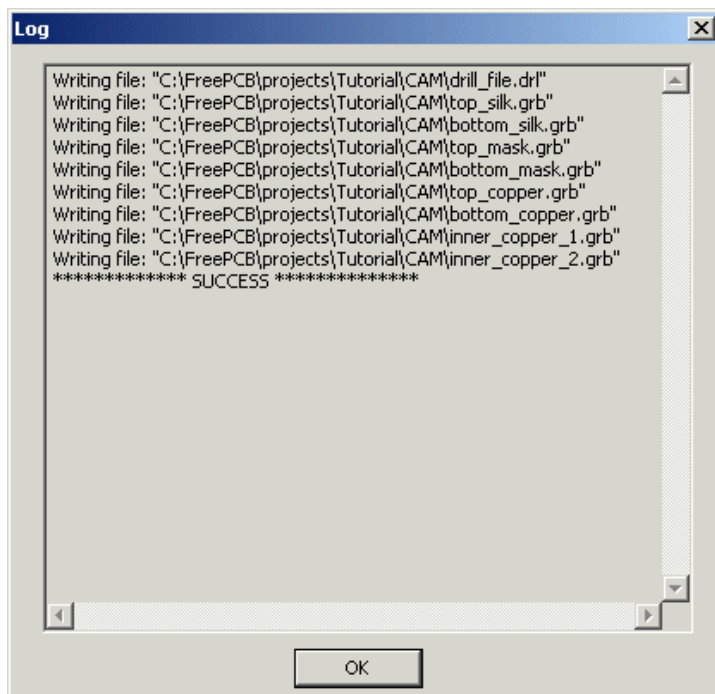 Log
Writing file: "C:\FreePCB\projects\Tutorial\CAM\drill_file.drl"
Writing file: "C:\FreePCB\projects\Tutorial\CAM\top_silk.grb"
Writing file: "C:\FreePCB\projects\Tutorial\CAM\bottom_silk.grb"
Writing file: "C:\FreePCB\projects\Tutorial\CAM\top_mask.grb"
Writing file: "C:\FreePCB\projects\Tutorial\CAM\bottom_mask.grb"
Writing file: "C:\FreePCB\projects\Tutorial\CAM\top_copper.grb"
Writing file: "C:\FreePCB\projects\Tutorial\CAM\bottom_copper.grb"
Writing file: "C:\FreePCB\projects\Tutorial\CAM\inner_copper_1.grb"
Writing file: "C:\FreePCB\projects\Tutorial\CAM\inner_copper_2.grb"
************* SUCCESS **************
OK